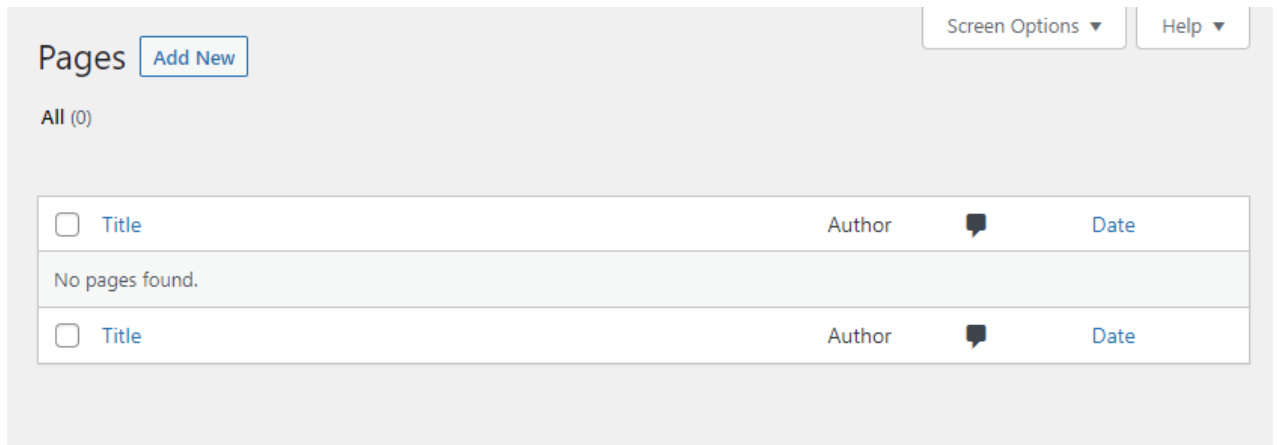 Screen Options ▼ Help ▼
Pages Add New
All (0)
Title Author Date
No pages found.
Title Author Date